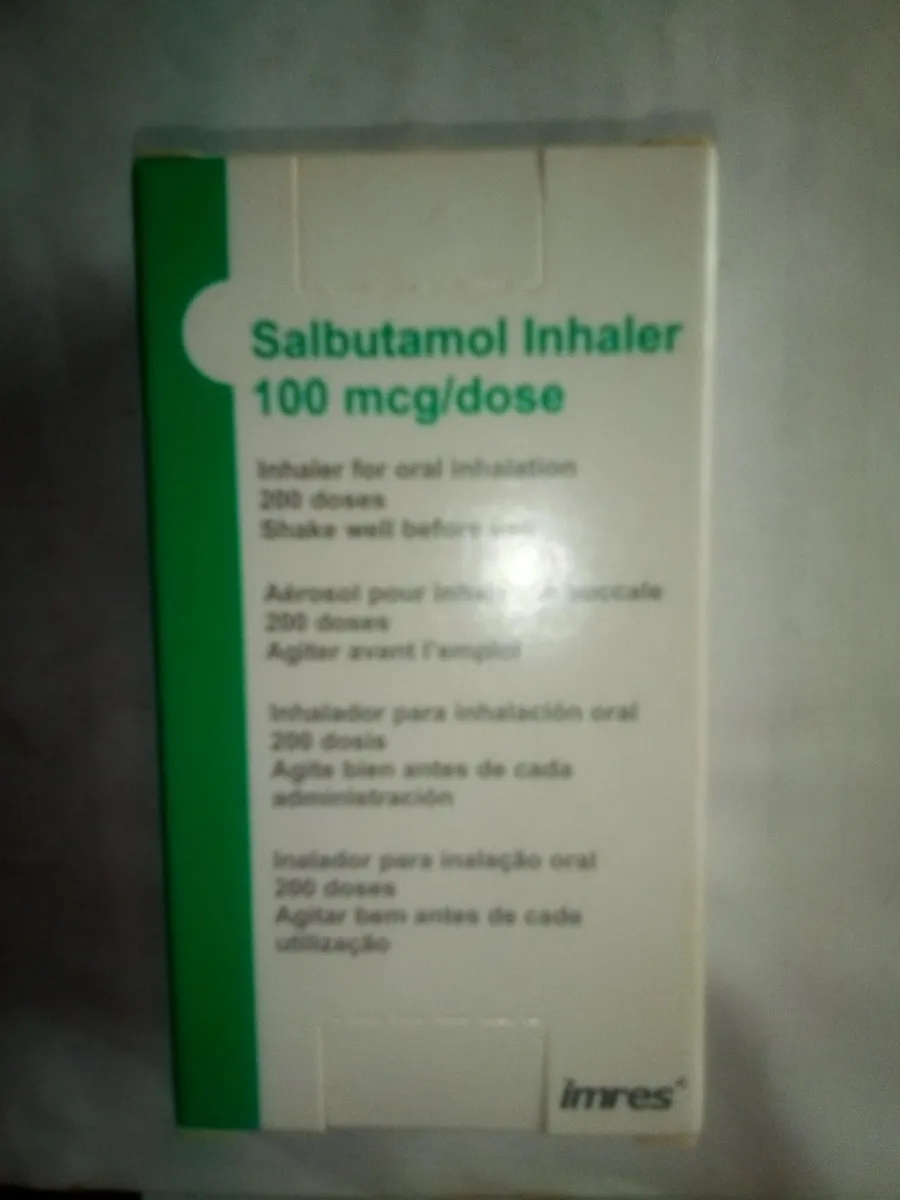 Salbutamol Inhaler
100 mcg/dose
Inhaler for oral inhalation
200 doses
Shake well before
Aérosol pour buccale
200 doses
Agiter avant l'emploi
Inhalador para inhalación oral
200 dosis
Agite bien antes de cada
administración
Inalador para inalação oral
200 doses
Agitar bem antes de cada
utilização
imres